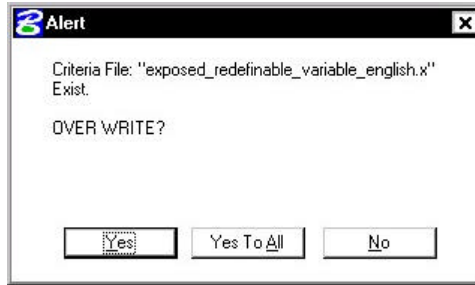 Alert
Criteria File: "exposed_redefinable_variable_english.x"
Exist.
OVER WRITE?
Yes
Yes To All
No